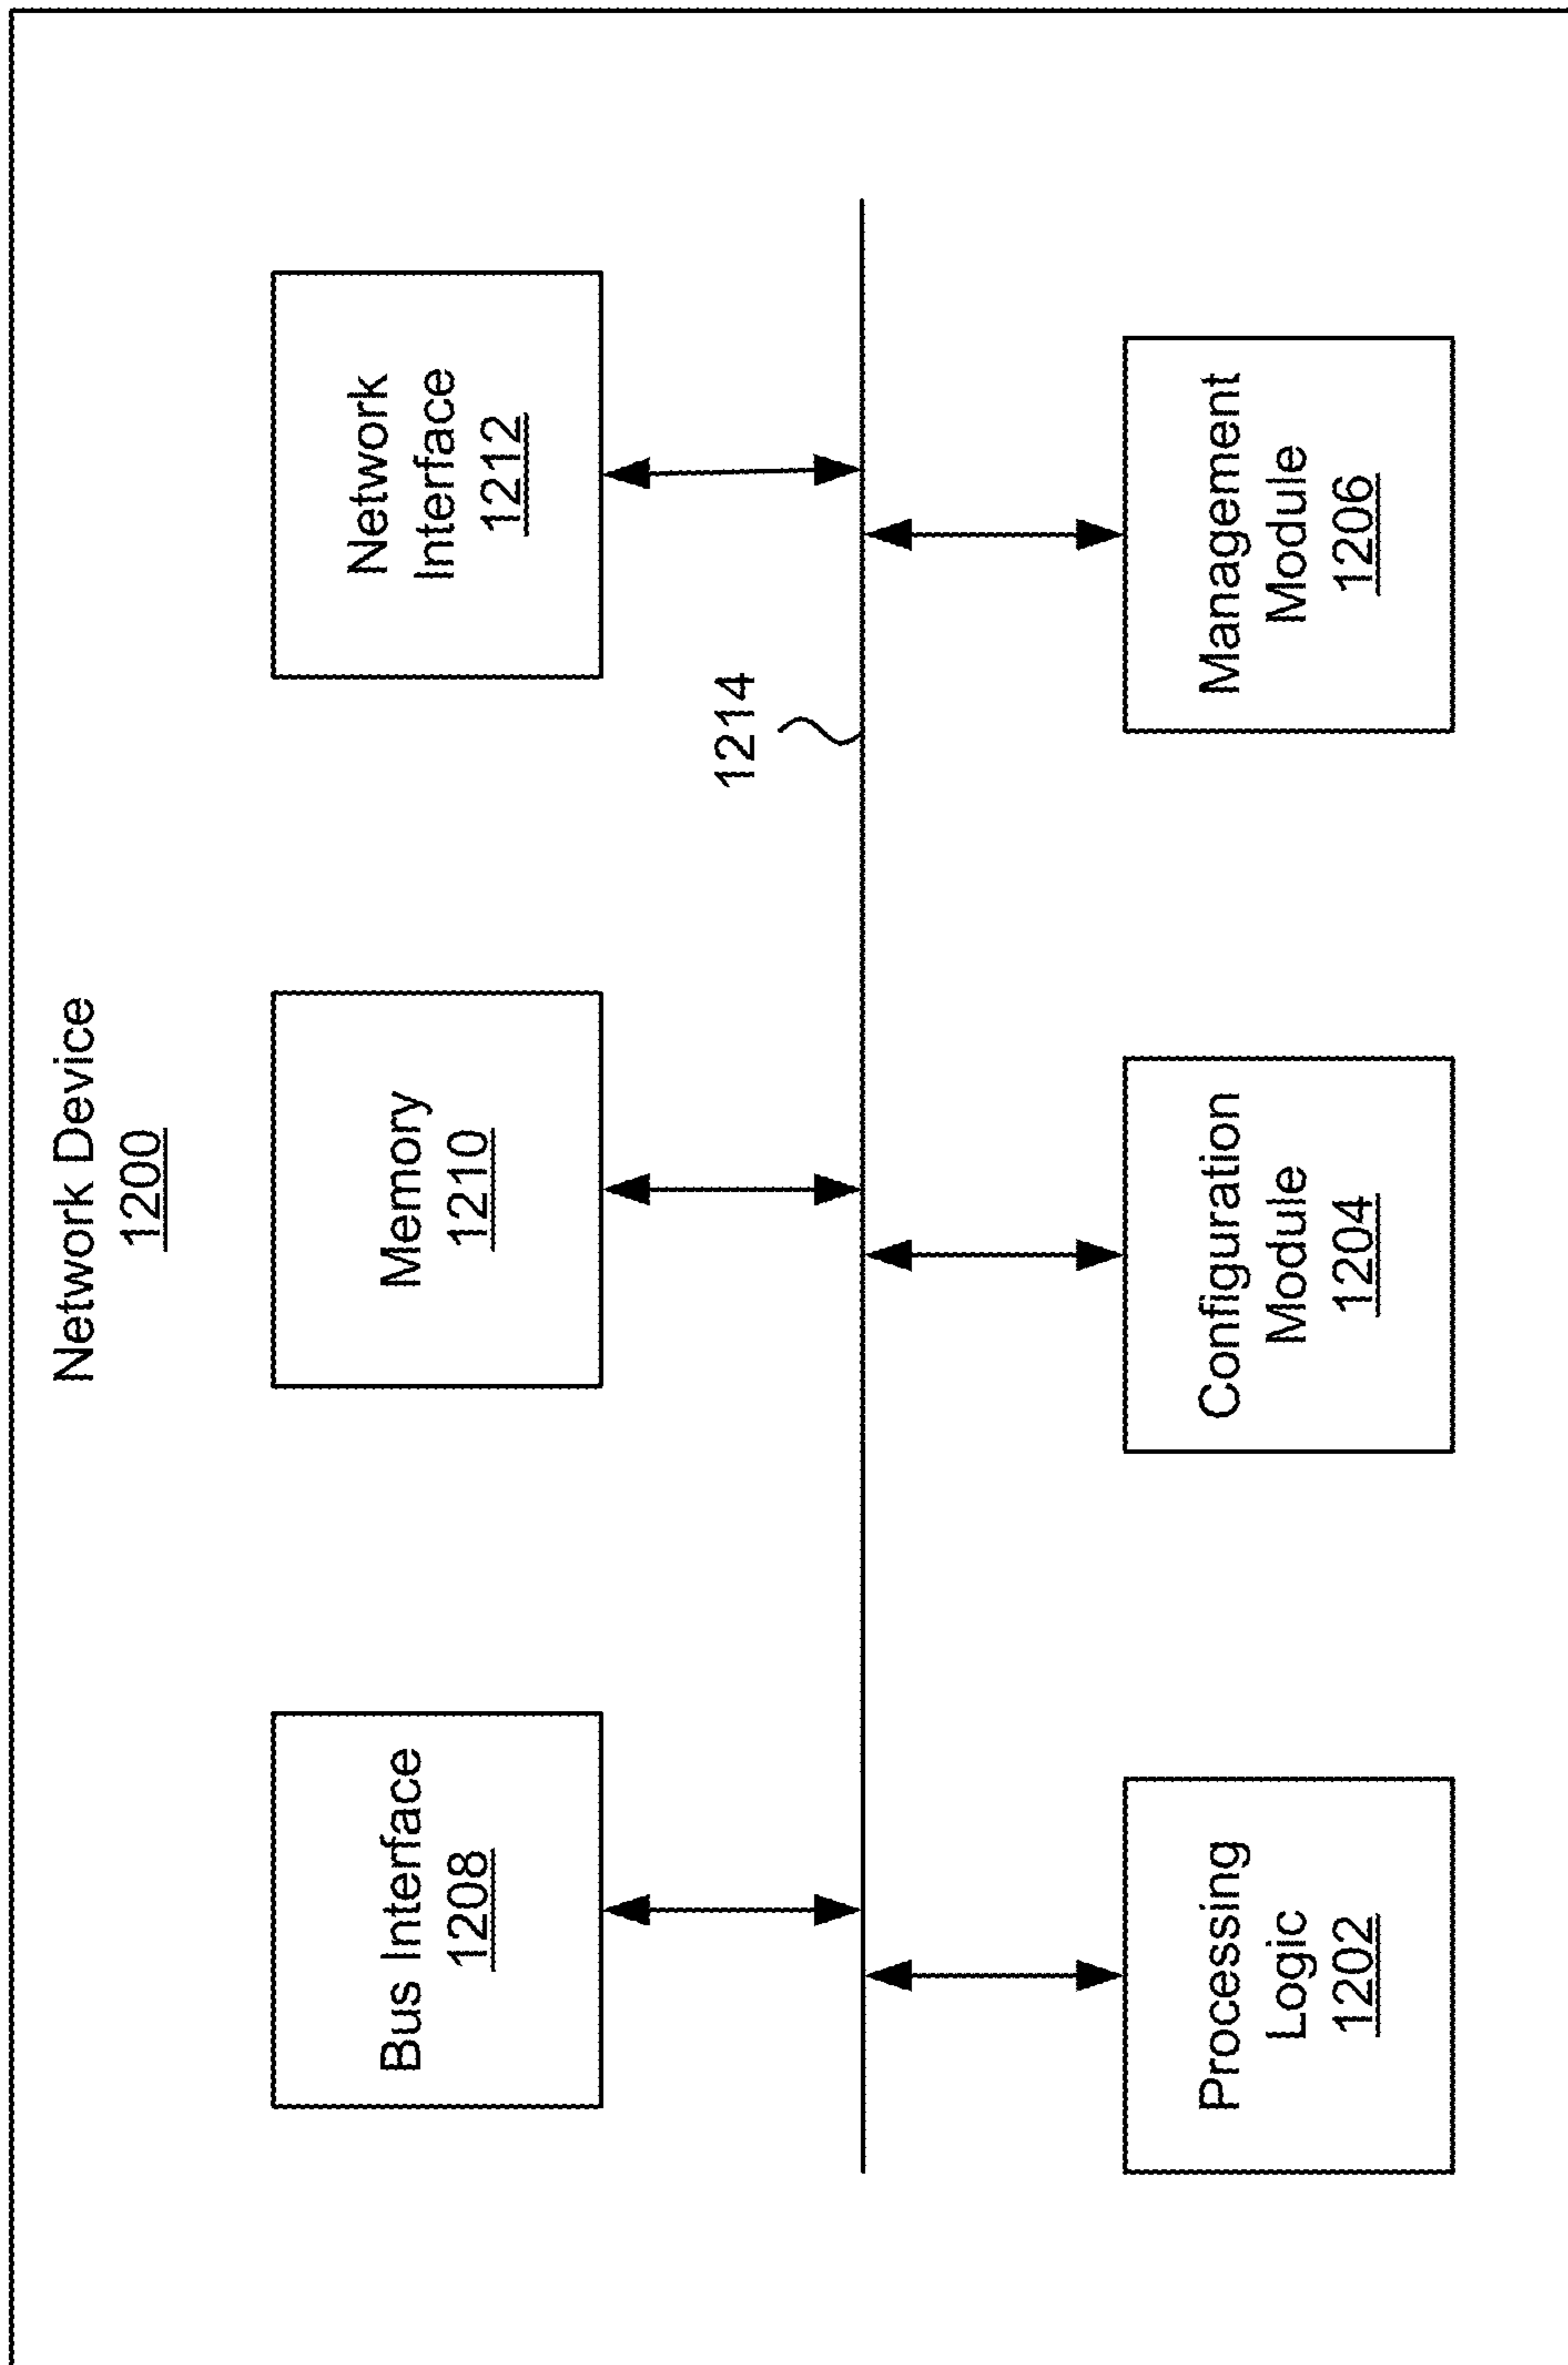 Network Device
1200
Bus Interface
1208
Memory
1210
Network
Interface
1212
1214
Processing
Logic
1202
Configuration
Module
1204
Management
Module
1206